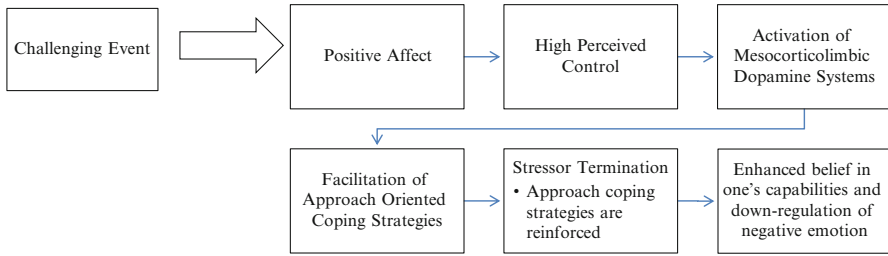 Challenging Event
Positive Affect
High Perceived
Control
Activation of
Mesocorticolimbic
Dopamine Systems
Facilitation of
Approach Oriented
Coping Strategies
Stressor Termination
• Approach coping
strategies are
reinforced
Enhanced belief in
one’s capabilities and
down-regulation of
negative emotion